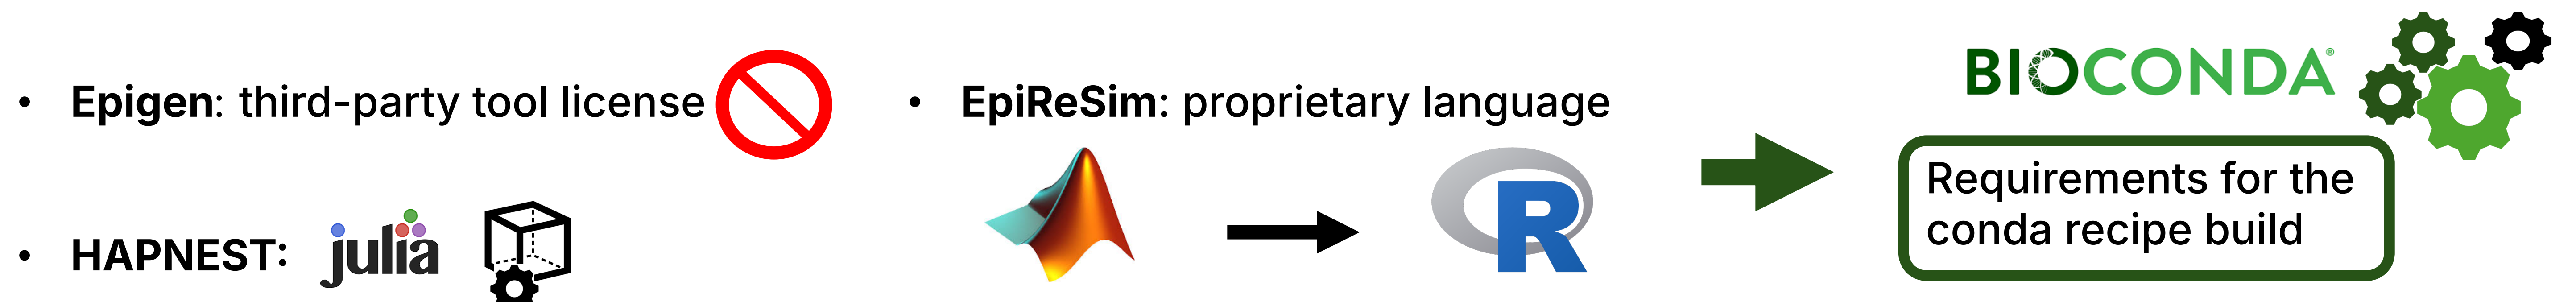 • Epigen: third-party tool license
• HAPNEST: julia
• EpiReSim: proprietary language
R
BIOCONDA®
Requirements for the
conda recipe build